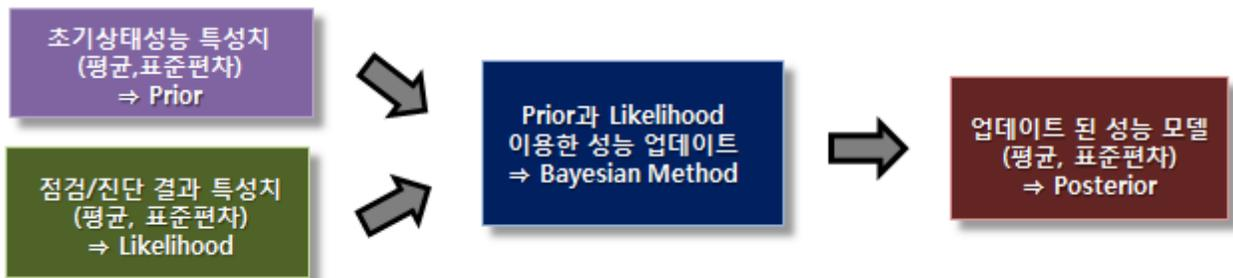 초기상태성능 특성치
(평균,표준편차)
⇒ Prior
점검/진단 결과 특성치
(평균, 표준편차)
⇒ Likelihood
Prior과 Likelihood
이용한 성능 업데이트
⇒ Bayesian Method
업데이트 된 성능 모델
(평균, 표준편차)
⇒ Posterior